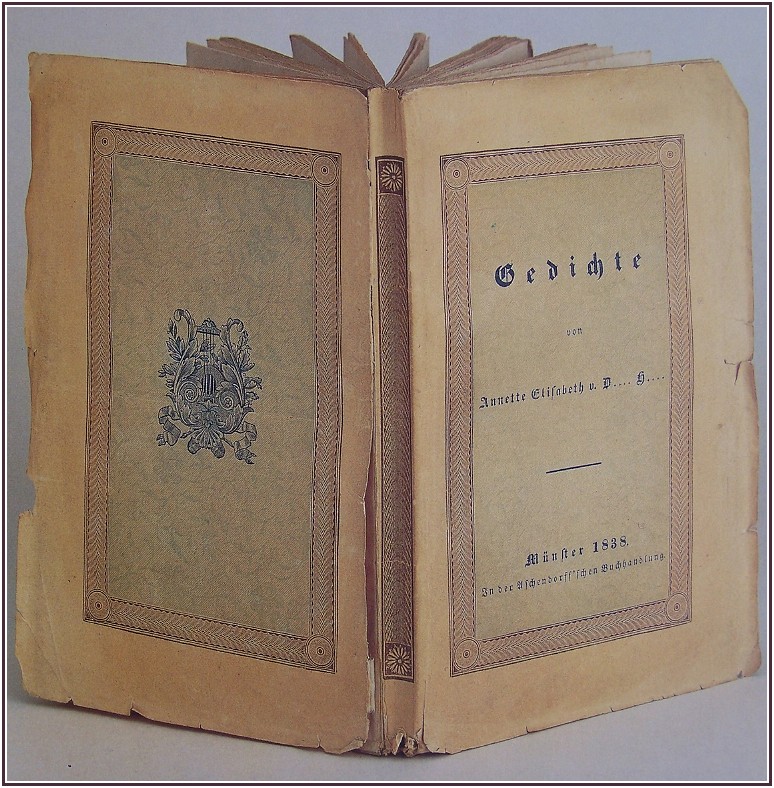 Gedichte
von
Annette Elisabeth v. D.... H....
Münster 1838.
In der Aschendorff'schen Buchhandlung.